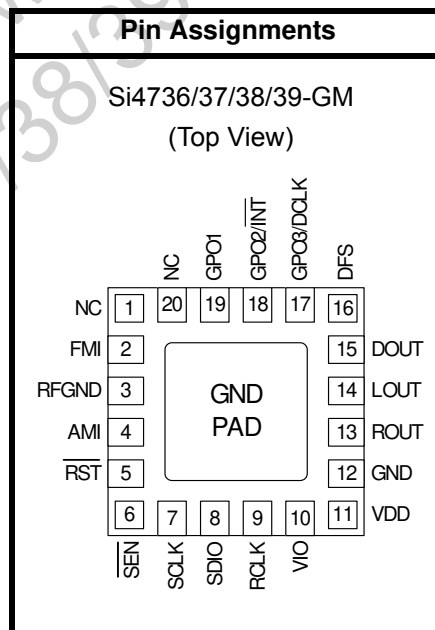 Pin Assignments
Si4736/37/38/39-GM
(Top View)
NC
GPO1
GPO2/INT
GPO3/DCLK
DFS
NC 1 20 19 18 17 16
FMI 2 15 DOUT
RFGND 3 GND 14 LOUT
AMI 4 PAD 13 ROUT
RST 5 12 GND
6 7 8 9 10 11 VDD
SEN
SCLK
SDIO
RCLK
VIO
/38/39